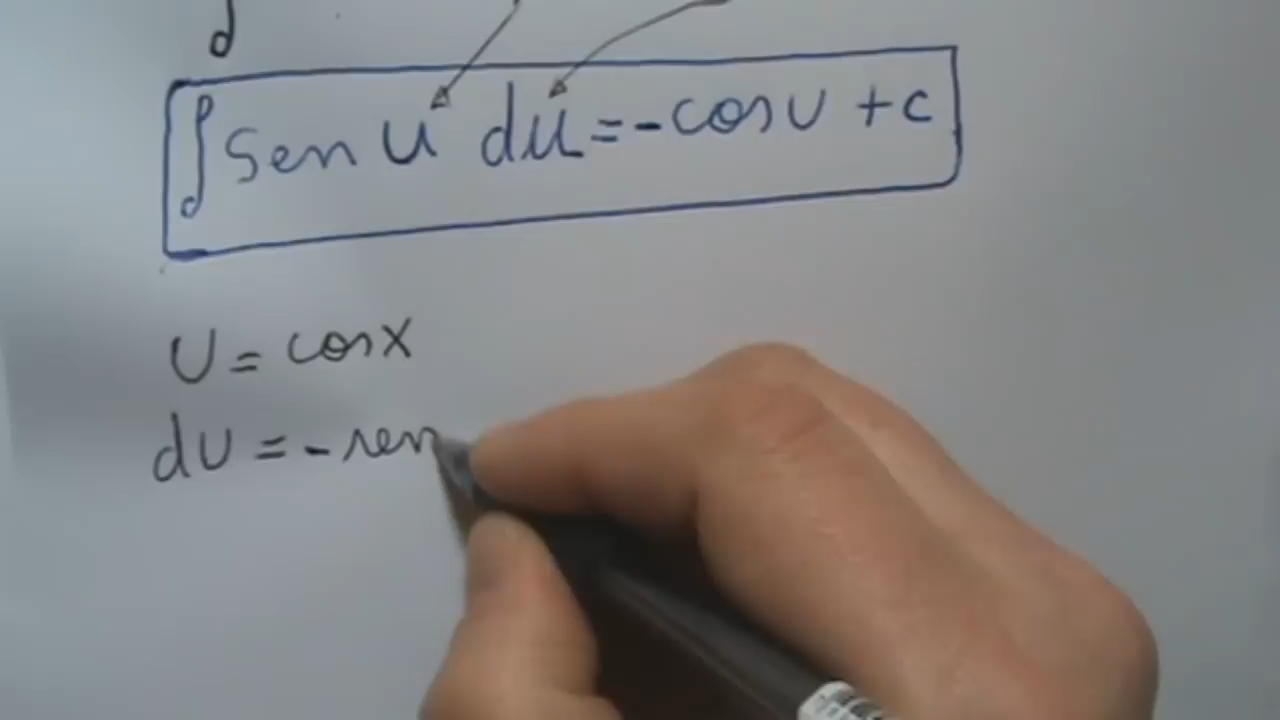 ∫ Sen U du = -cos U + c
U = cos x
dU = - sen